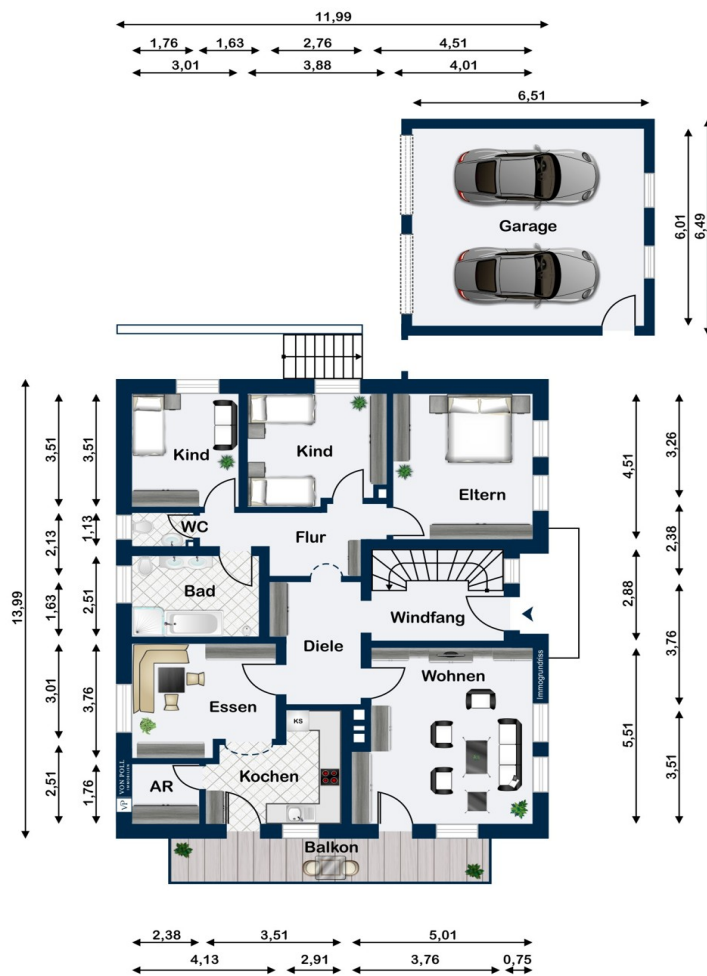 11,99
1,76 1,63 2,76 4,51
3,01 3,88 4,01
6,51
Garage
6,01
6,49
13,99
3,51
3,51
4,51
3,26
Kind
Kind
Eltern
2,13
1,13
WC
Flur
2,38
1,63
2,51
Bad
2,88
Windfang
Diele
3,76
3,01
3,76
Essen
Wohnen
Immogrundriss
5,51
KS
3,51
2,51
1,76
VP VON POLL
IMMOBILIEN
AR
Kochen
Balkon
2,38 3,51 5,01
4,13 2,91 3,76 0,75